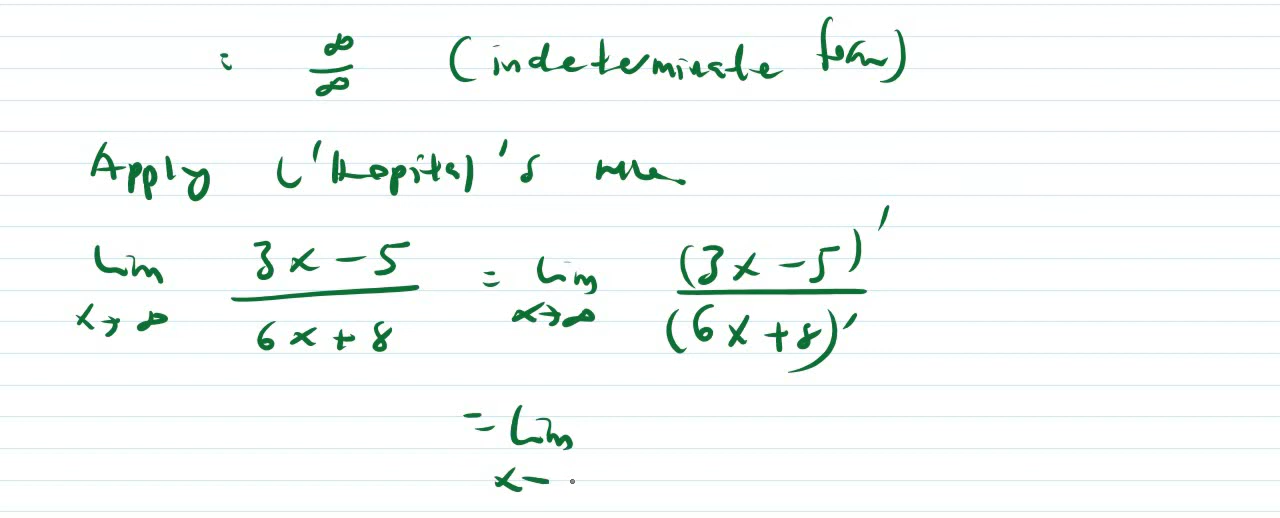 = ∞/∞ (indeterminate form)
Apply L'Hopital's rule
lim x→∞ (3x-5)/(6x+8) = lim x→∞ (3x-5)'/(6x+8)'
= lim x-